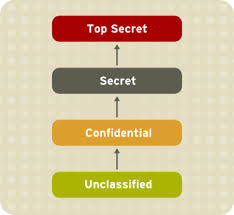 Top Secret
Secret
Confidential
Unclassified